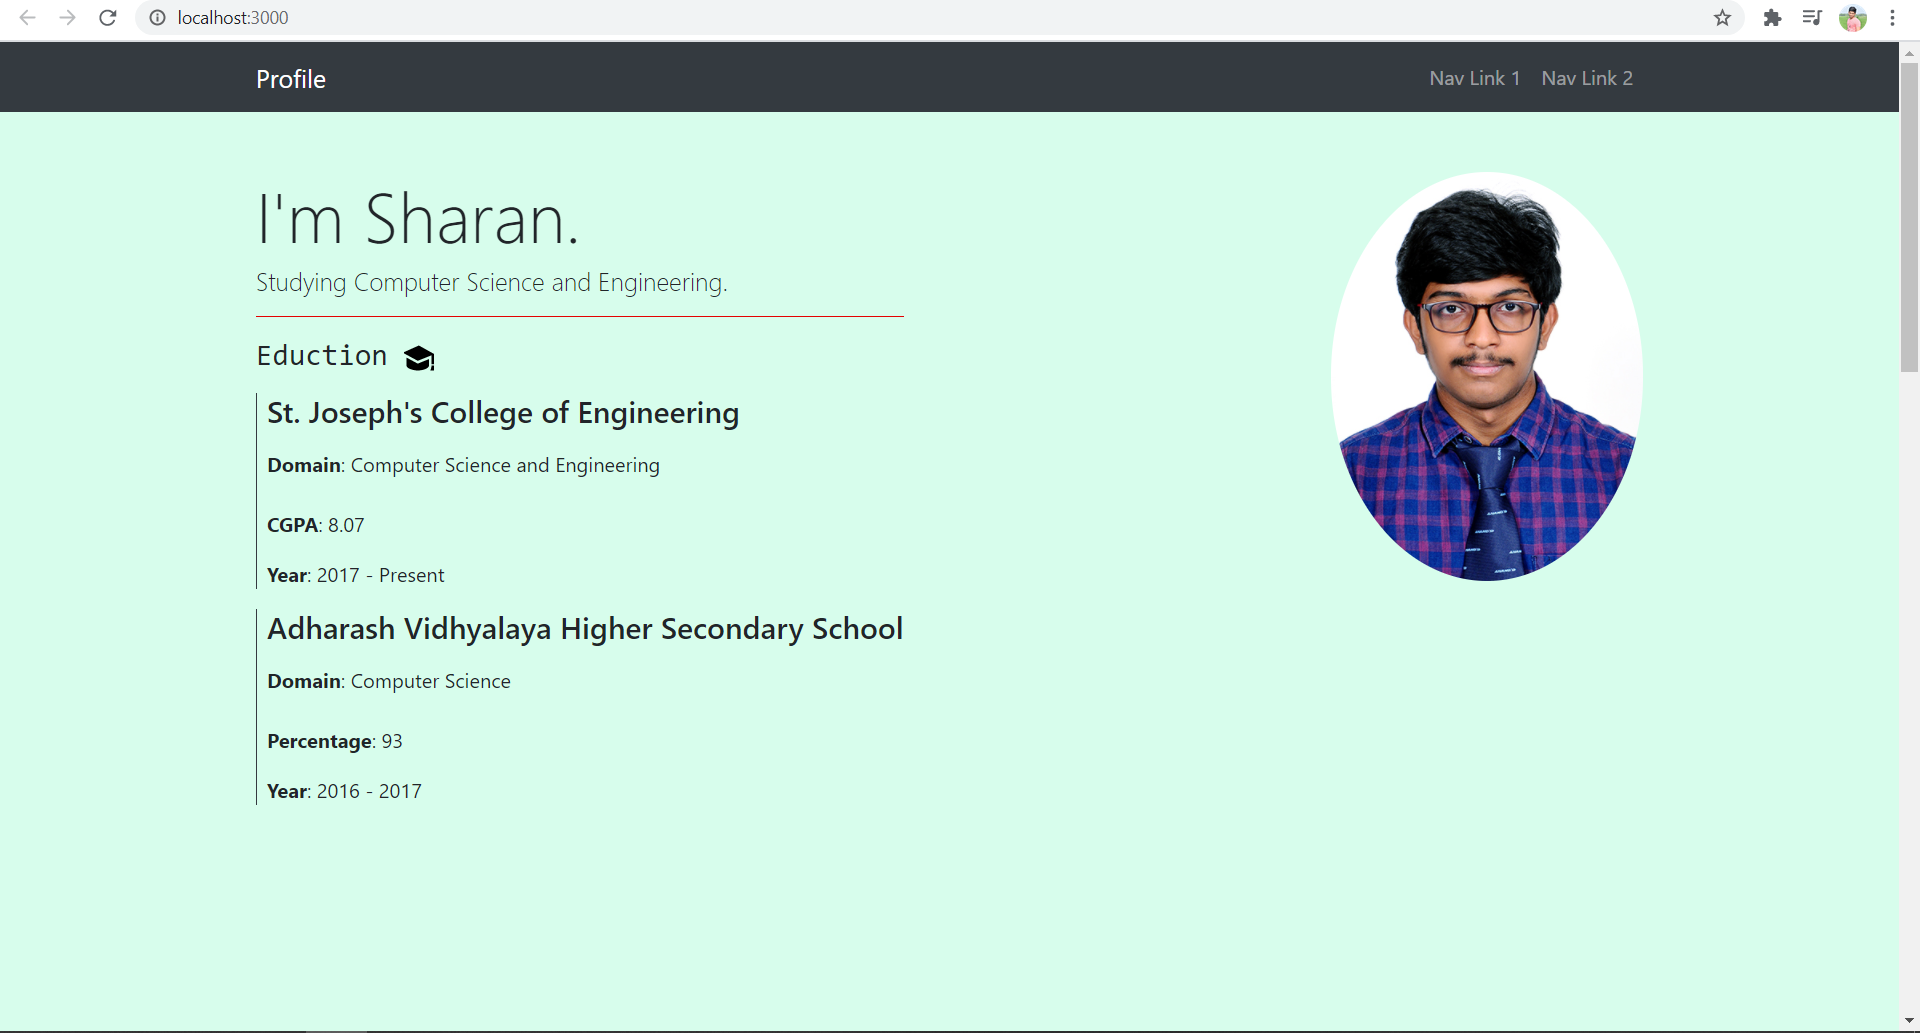 localhost:3000
Profile
Nav Link 1 Nav Link 2
I'm Sharan.
Studying Computer Science and Engineering.
Eduction
St. Joseph's College of Engineering
Domain: Computer Science and Engineering
CGPA: 8.07
Year: 2017 - Present
Adharash Vidhyalaya Higher Secondary School
Domain: Computer Science
Percentage: 93
Year: 2016 - 2017